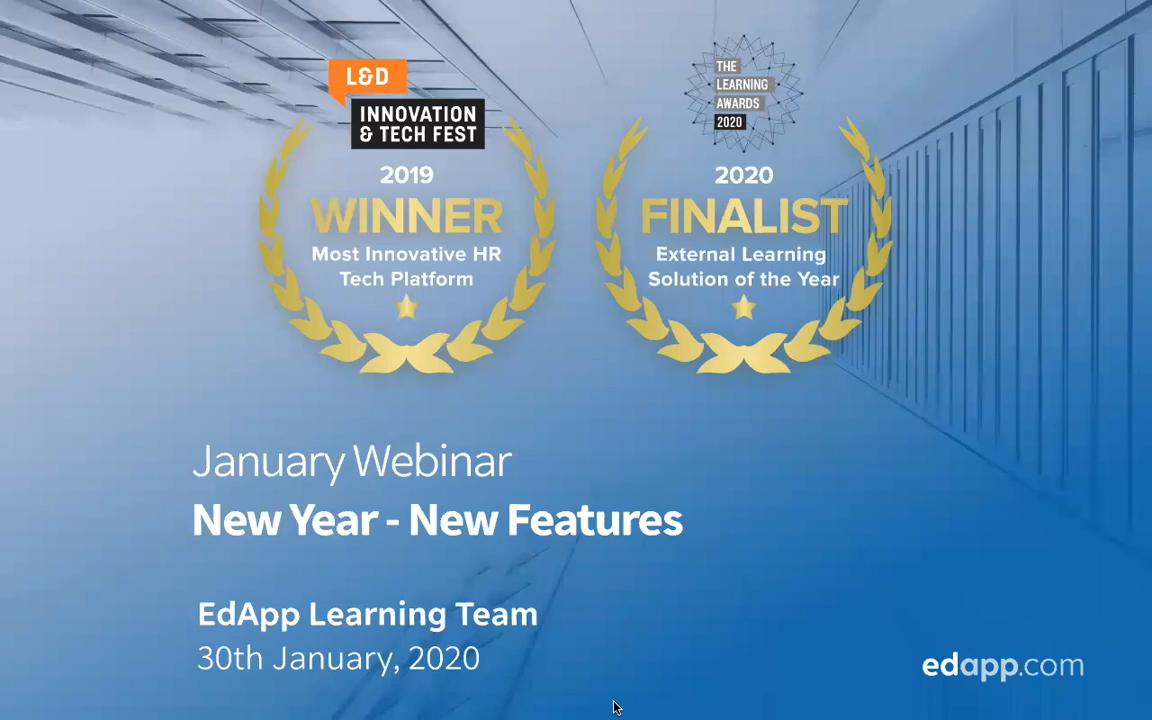 L&D
INNOVATION
& TECH FEST
2019
WINNER
Most Innovative HR
Tech Platform
THE
LEARNING
AWARDS
2020
2020
FINALIST
External Learning
Solution of the Year
January Webinar
New Year - New Features
EdApp Learning Team
30th January, 2020
edapp.com